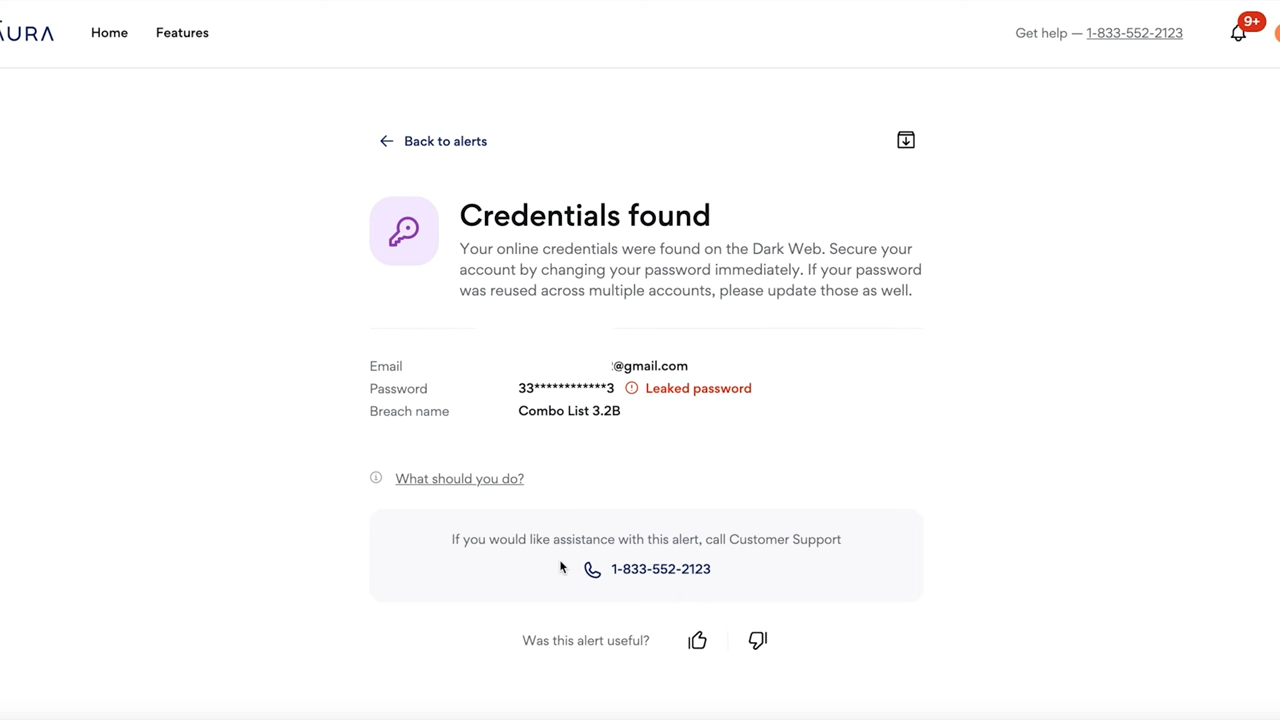 AURA
Home
Features
Get help — 1-833-552-2123
9+
Back to alerts
Credentials found
Your online credentials were found on the Dark Web. Secure your
account by changing your password immediately. If your password
was reused across multiple accounts, please update those as well.
Email @gmail.com
Password 33************3 Leaked password
Breach name Combo List 3.2B
What should you do?
If you would like assistance with this alert, call Customer Support
1-833-552-2123
Was this alert useful?